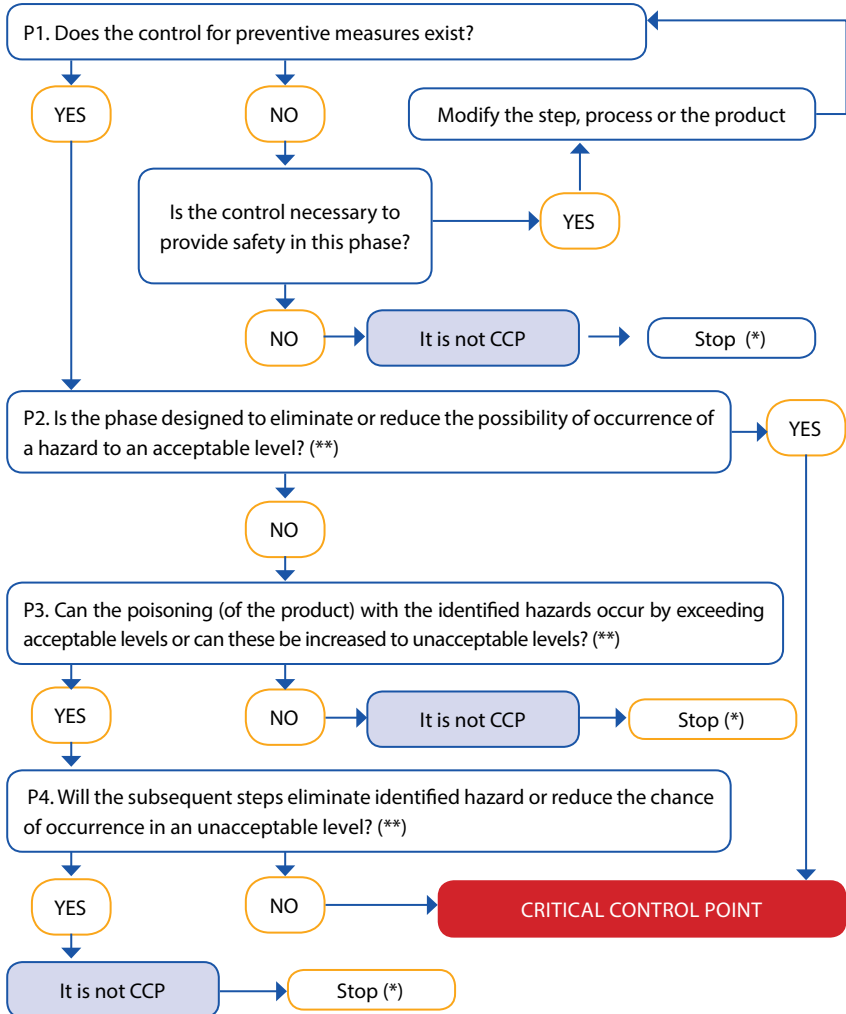 P1. Does the control for preventive measures exist?
YES
NO
Modify the step, process or the product
Is the control necessary to
provide safety in this phase?
YES
NO
It is not CCP
Stop (*)
P2. Is the phase designed to eliminate or reduce the possibility of occurrence of
a hazard to an acceptable level? (**)
YES
NO
P3. Can the poisoning (of the product) with the identified hazards occur by exceeding
acceptable levels or can these be increased to unacceptable levels? (**)
YES
NO
It is not CCP
Stop (*)
P4. Will the subsequent steps eliminate identified hazard or reduce the chance
of occurrence in an unacceptable level? (**)
YES
NO
CRITICAL CONTROL POINT
It is not CCP
Stop (*)